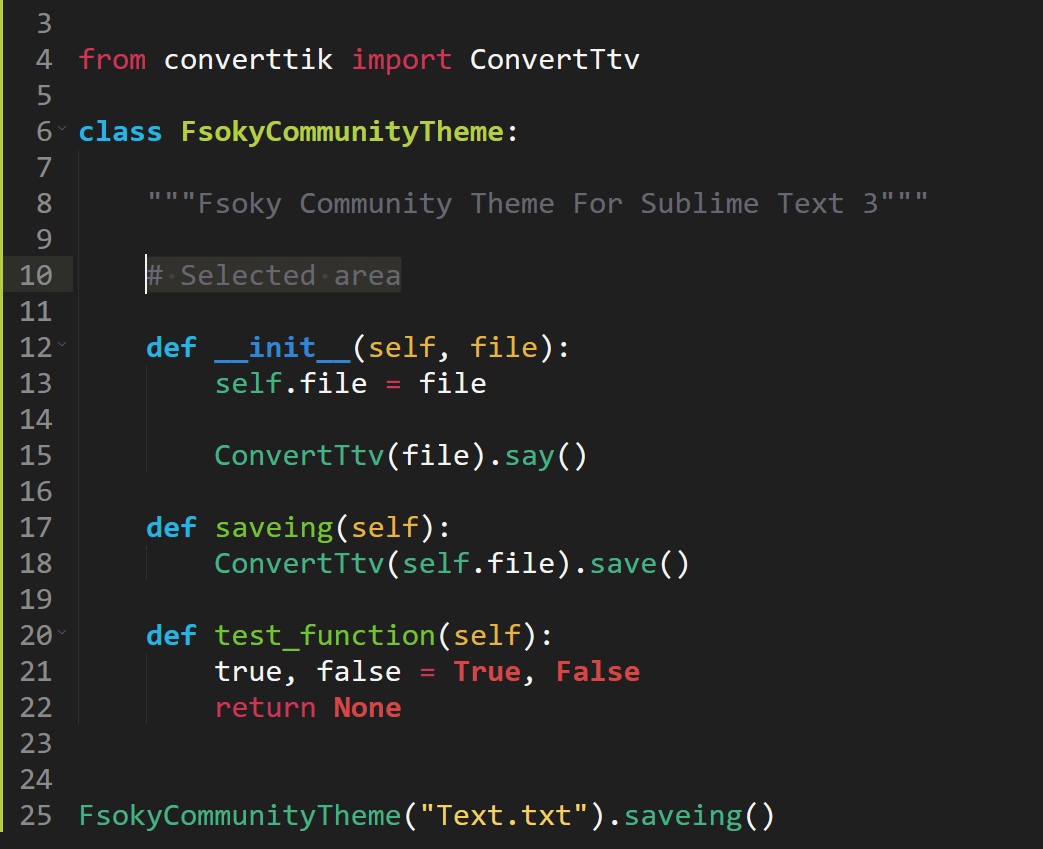 3
4 from converttik import ConvertTtv
5
6 class FsokyCommunityTheme:
7
8 """Fsoky Community Theme For Sublime Text 3"""
9
10 # Selected area
11
12 def __init__(self, file):
13 self.file = file
14
15 ConvertTtv(file).say()
16
17 def saveing(self):
18 ConvertTtv(self.file).save()
19
20 def test_function(self):
21 true, false = True, False
22 return None
23
24
25 FsokyCommunityTheme("Text.txt").saveing()